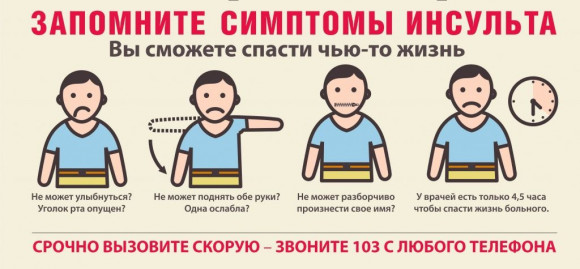 ЗАПОМНИТЕ СИМПТОМЫ ИНСУЛЬТА
Вы сможете спасти чью-то жизнь
Не может улыбнуться?
Уголок рта опущен?
Не может поднять обе руки?
Одна ослабла?
Не может разборчиво
произнести свое имя?
У врачей есть только 4,5 часа
чтобы спасти жизнь больного.
СРОЧНО ВЫЗОВИТЕ СКОРУЮ – ЗВОНИТЕ 103 С ЛЮБОГО ТЕЛЕФОНА